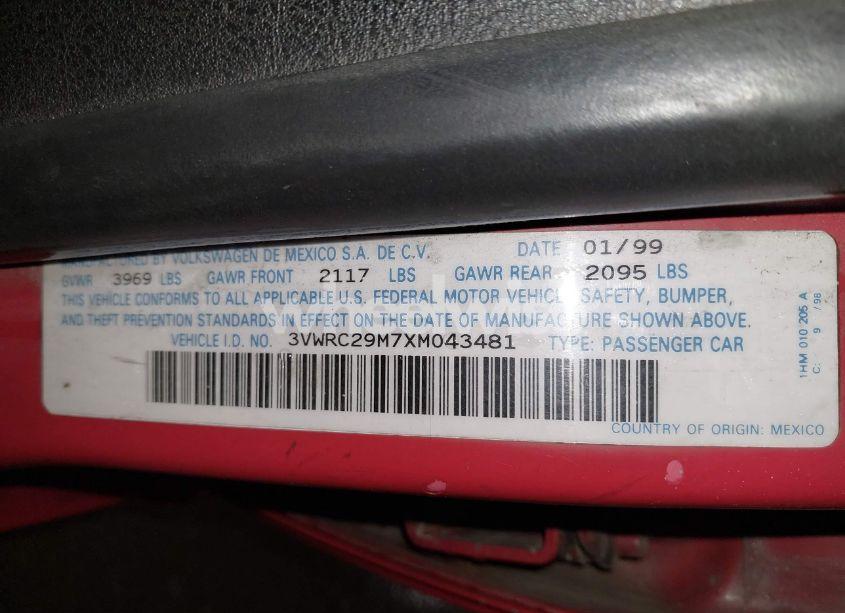 MANUFACTURED BY VOLKSWAGEN DE MEXICO S.A. DE C.V. DATE 01/99
GVWR 3969 LBS GAWR FRONT 2117 LBS GAWR REAR 2095 LBS
THIS VEHICLE CONFORMS TO ALL APPLICABLE U.S. FEDERAL MOTOR VEHICLE SAFETY, BUMPER,
AND THEFT PREVENTION STANDARDS IN EFFECT ON THE DATE OF MANUFACTURE SHOWN ABOVE.
VEHICLE I.D. NO. 3VWRC29M7XM043481 TYPE: PASSENGER CAR
COUNTRY OF ORIGIN: MEXICO
1HM 010 205 A
C: 9 / 98